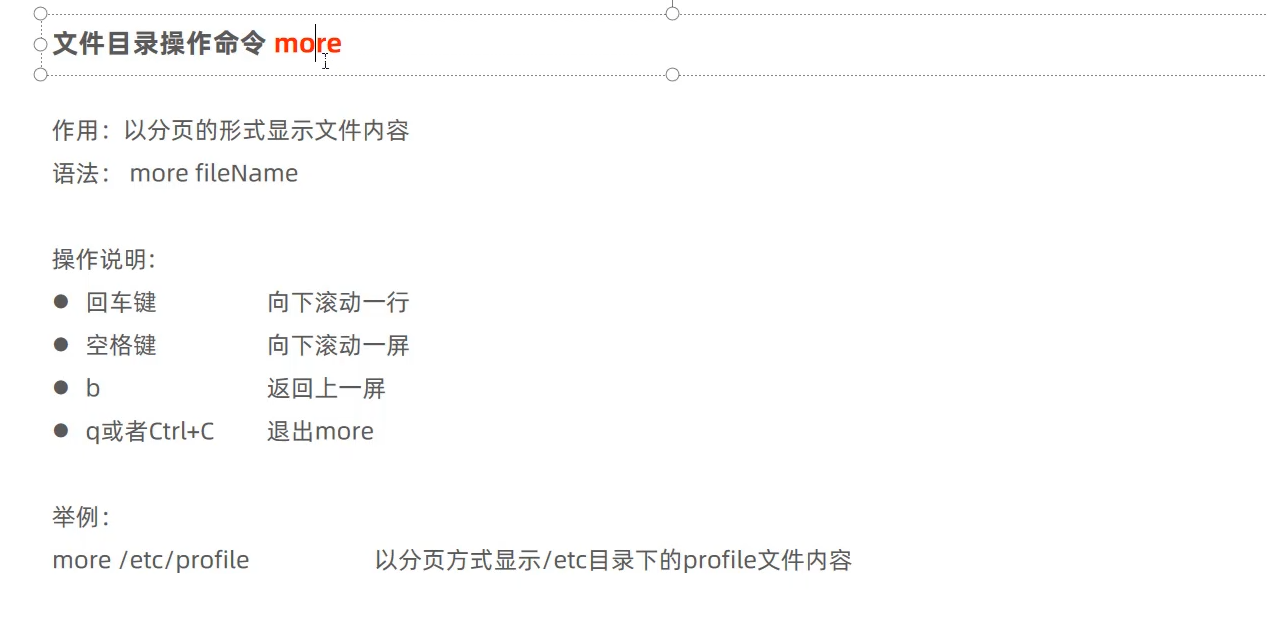 文件目录操作命令 more
作用：以分页的形式显示文件内容
语法： more fileName
操作说明：
● 回车键 向下滚动一行
● 空格键 向下滚动一屏
● b 返回上一屏
● q或者Ctrl+C 退出more
举例：
more /etc/profile 以分页方式显示/etc目录下的profile文件内容